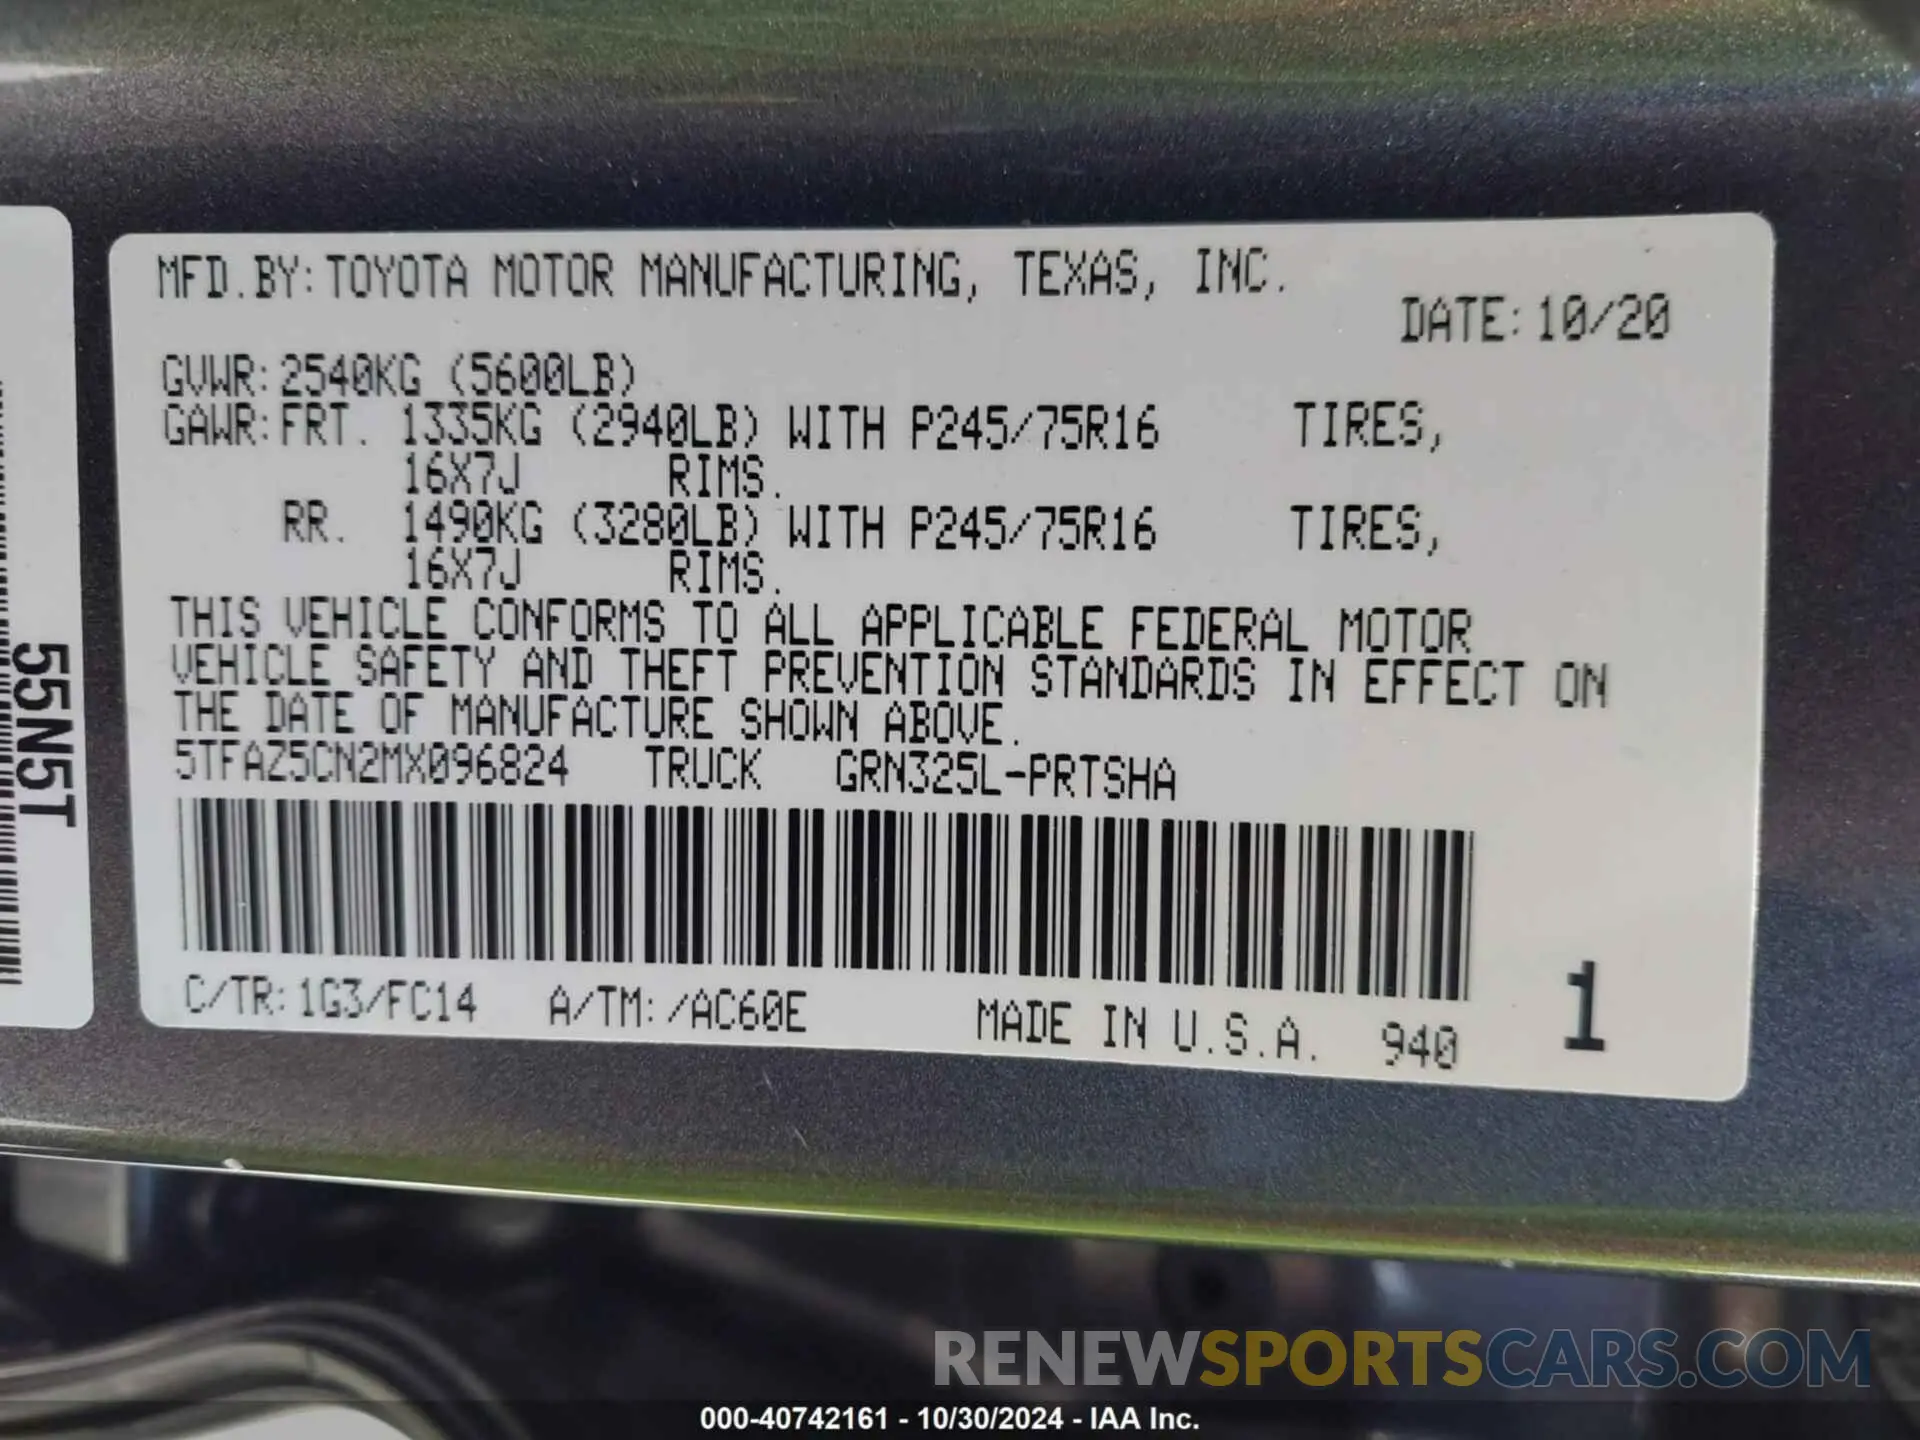 MFD.BY:TOYOTA MOTOR MANUFACTURING, TEXAS, INC.
DATE:10/20
GVWR:2540KG (5600LB)
GAWR:FRT. 1335KG (2940LB) WITH P245/75R16 TIRES,
16X7J RIMS.
RR. 1490KG (3280LB) WITH P245/75R16 TIRES,
16X7J RIMS.
THIS VEHICLE CONFORMS TO ALL APPLICABLE FEDERAL MOTOR
VEHICLE SAFETY AND THEFT PREVENTION STANDARDS IN EFFECT ON
THE DATE OF MANUFACTURE SHOWN ABOVE.
5TFAZ5CN2MX096824 TRUCK GRN325L-PRTSHA
C/TR:1G3/FC14 A/TM:/AC60E MADE IN U.S.A. 940
1
55N5T
RENEWSPORTSCARS.COM
000-40742161 - 10/30/2024 - IAA Inc.